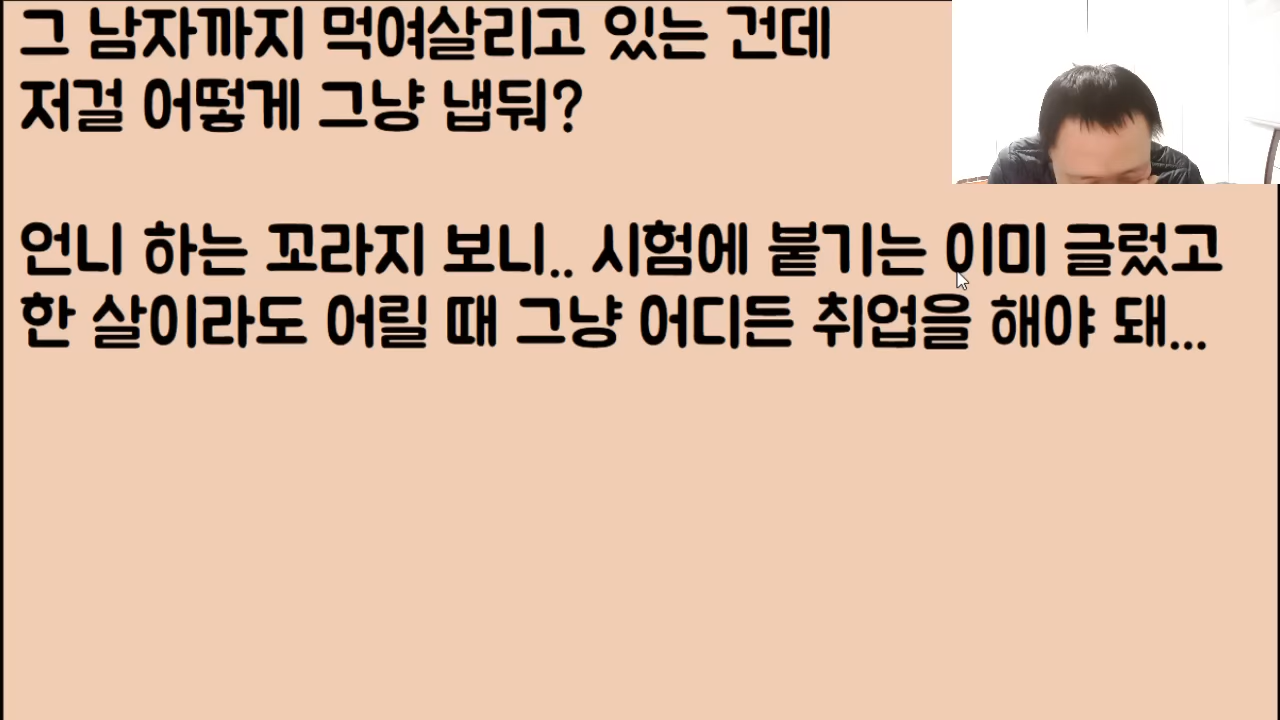 그 남자까지 먹여살리고 있는 건데
저걸 어떻게 그냥 냅둬?
언니 하는 꼬라지 보니.. 시험에 붙기는 이미 글렀고
한 살이라도 어릴 때 그냥 어디든 취업을 해야 돼...